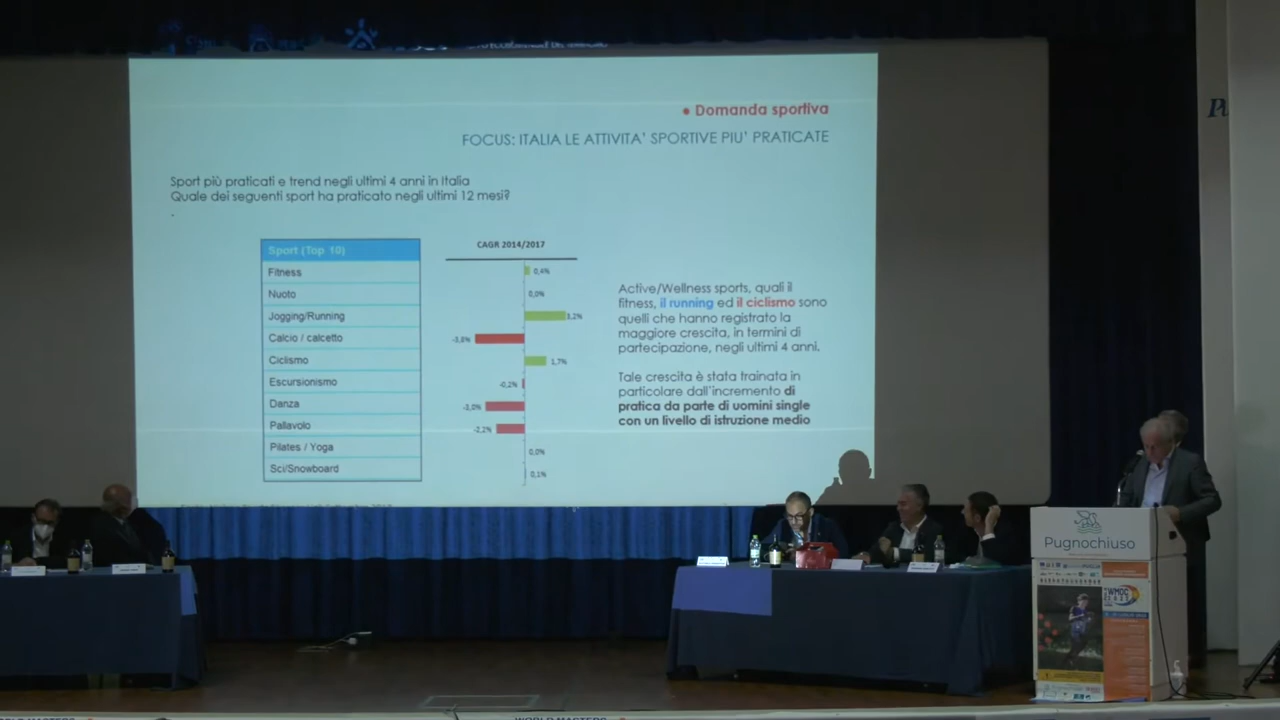 • Domanda sportiva
FOCUS: ITALIA LE ATTIVITA' SPORTIVE PIU' PRATICATE
Sport più praticati e trend negli ultimi 4 anni in Italia
Quale dei seguenti sport ha praticato negli ultimi 12 mesi?
.
Sport (Top 10)
CAGR 2014/2017
Fitness
0,4%
Nuoto
0,0%
Jogging/Running
3,2%
Calcio / calcetto
-3,8%
Ciclismo
1,7%
Escursionismo
-0,2%
Danza
-3,0%
Pallavolo
-2,2%
Pilates / Yoga
0,0%
Sci/Snowboard
0,1%
Active/Wellness sports, quali il
fitness, il running ed il ciclismo sono
quelli che hanno registrato la
maggiore crescita, in termini di
partecipazione, negli ultimi 4 anni.
Tale crescita è stata trainata in
particolare dall'incremento di
pratica da parte di uomini single
con un livello di istruzione medio
Pugnochiuso
WMOC
WORLD MASTERS